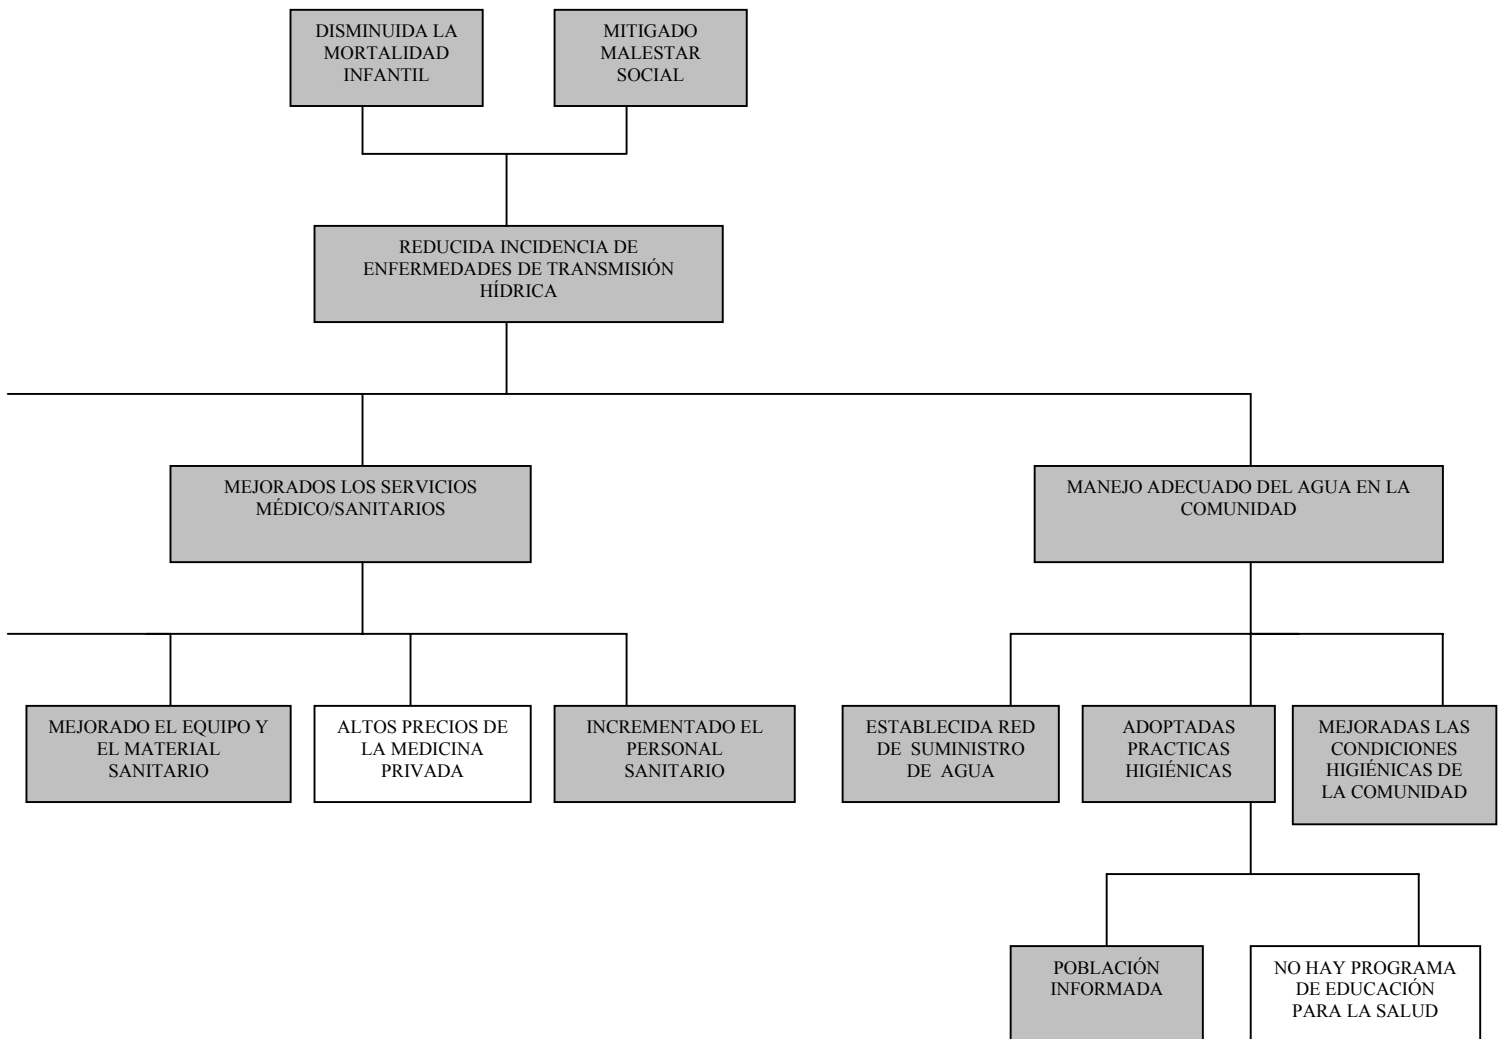 DISMINUIDA LA
MORTALIDAD
INFANTIL
MITIGADO
MALESTAR
SOCIAL
REDUCIDA INCIDENCIA DE
ENFERMEDADES DE TRANSMISIÓN
HÍDRICA
MEJORADOS LOS SERVICIOS
MÉDICO/SANITARIOS
MANEJO ADECUADO DEL AGUA EN LA
COMUNIDAD
MEJORADO EL EQUIPO Y
EL MATERIAL
SANITARIO
ALTOS PRECIOS DE
LA MEDICINA
PRIVADA
INCREMENTADO EL
PERSONAL
SANITARIO
ESTABLECIDA RED
DE SUMINISTRO
DE AGUA
ADOPTADAS
PRACTICAS
HIGIÉNICAS
MEJORADAS LAS
CONDICIONES
HIGIÉNICAS DE
LA COMUNIDAD
POBLACIÓN
INFORMADA
NO HAY PROGRAMA
DE EDUCACIÓN
PARA LA SALUD